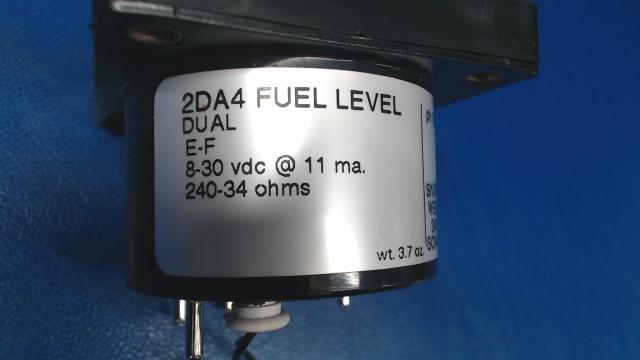 2DA4 FUEL LEVEL
DUAL
E-F
8-30 vdc @ 11 ma.
240-34 ohms
wt. 3.7 oz.